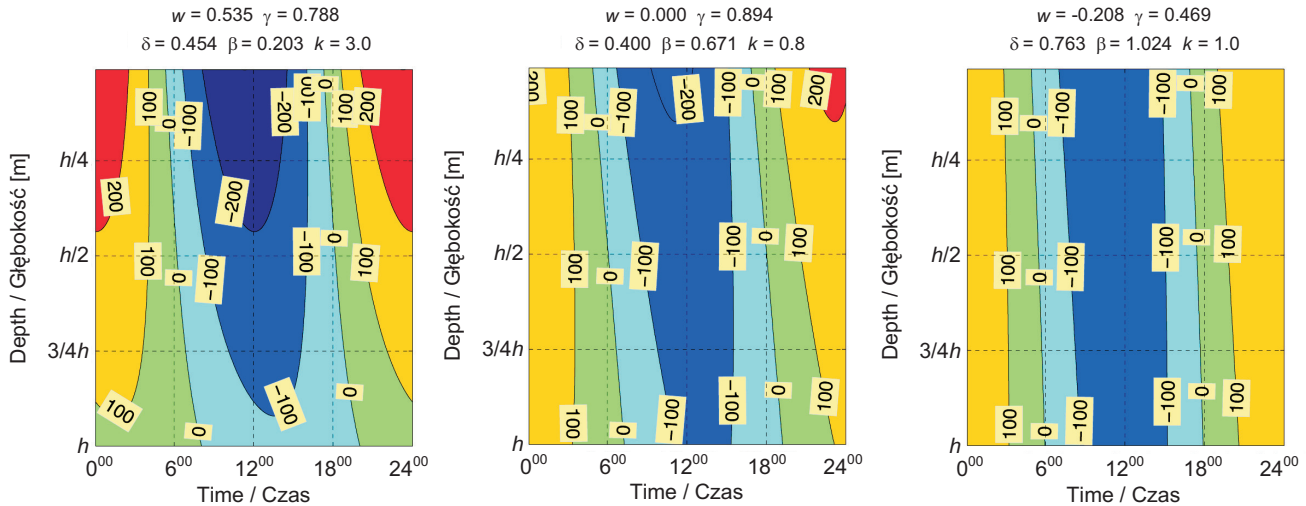 w = 0.535 γ = 0.788
δ = 0.454 β = 0.203 k = 3.0
100
0
-100
-200
-100
0
100
200
200
-200
100
0
-100
-100
0
100
100
0
-100
0
Depth / Głębokość [m]
h/4
h/2
3/4h
h
0⁰⁰ 6⁰⁰ 12⁰⁰ 18⁰⁰ 24⁰⁰
Time / Czas
w = 0.000 γ = 0.894
δ = 0.400 β = 0.671 k = 0.8
200
100
0
-100
-200
-100
0
100
200
100
0
-100
-100
0
100
100
0
-100
-100
0
100
Depth / Głębokość [m]
h/4
h/2
3/4h
h
0⁰⁰ 6⁰⁰ 12⁰⁰ 18⁰⁰ 24⁰⁰
Time / Czas
w = -0.208 γ = 0.469
δ = 0.763 β = 1.024 k = 1.0
100
0
-100
-100
0
100
100
0
-100
-100
0
100
100
0
-100
-100
0
100
Depth / Głębokość [m]
h/4
h/2
3/4h
h
0⁰⁰ 6⁰⁰ 12⁰⁰ 18⁰⁰ 24⁰⁰
Time / Czas